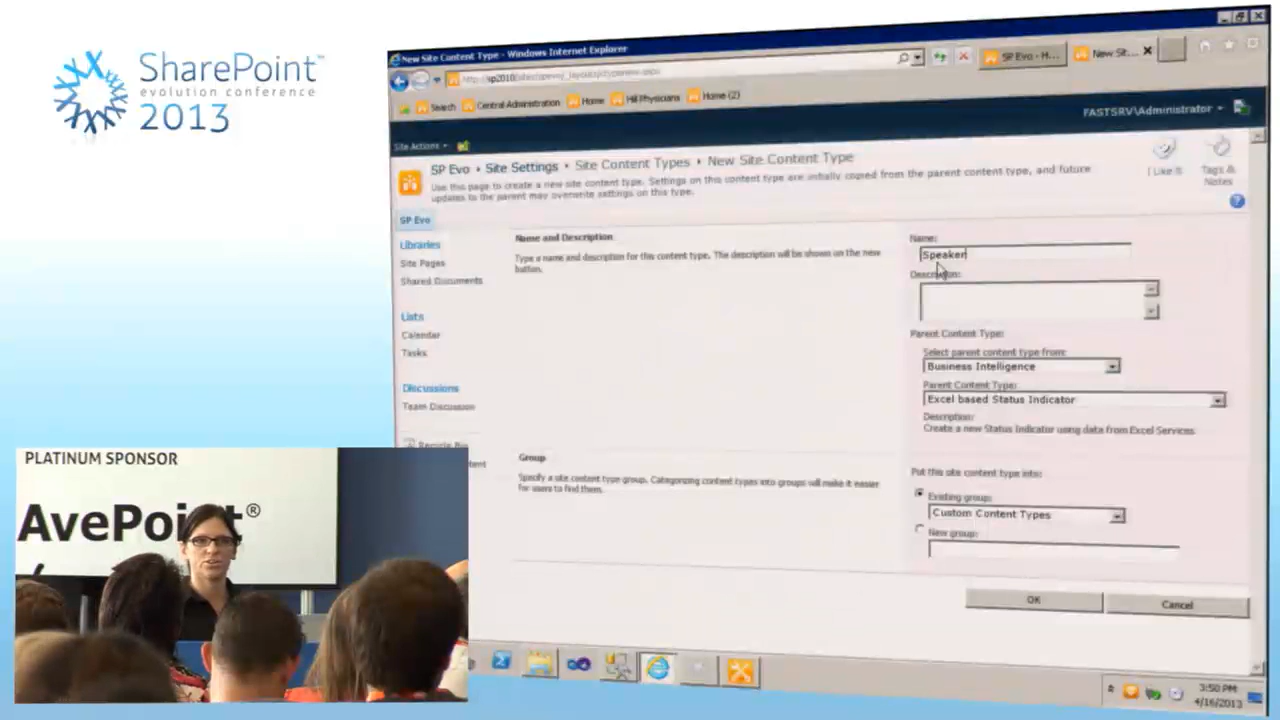 SharePoint™
evolution conference
2013
New Site Content Type - Windows Internet Explorer
SP Evo - H...
New Sit...
Search
Central Administration
Home
Hill Physicians
Home (2)
FASTSRV\Administrator
Site Actions
SP Evo Site Settings Site Content Types New Site Content Type
Use this page to create a new site content type. Settings on this content type are initially copied from the parent content type, and future
updates to the parent may overwrite settings on this type.
I Like It
Tags &
Notes
SP Evo
Libraries
Site Pages
Shared Documents
Lists
Calendar
Tasks
Discussions
Team Discussion
Recycle Bin
Name and Description
Type a name and description for this content type. The description will be shown on the new
button.
Name:
Speaker
Description:
Parent Content Type:
Select parent content type from:
Business Intelligence
Parent Content Type:
Excel based Status Indicator
Description:
Create a new Status Indicator using data from Excel Services.
Group
Specify a site content type group. Categorizing content types into groups will make it easier
for users to find them.
Put this site content type into:
Existing group:
Custom Content Types
New group:
OK
Cancel
3:50 PM
4/16/2013
PLATINUM SPONSOR
AvePoint®